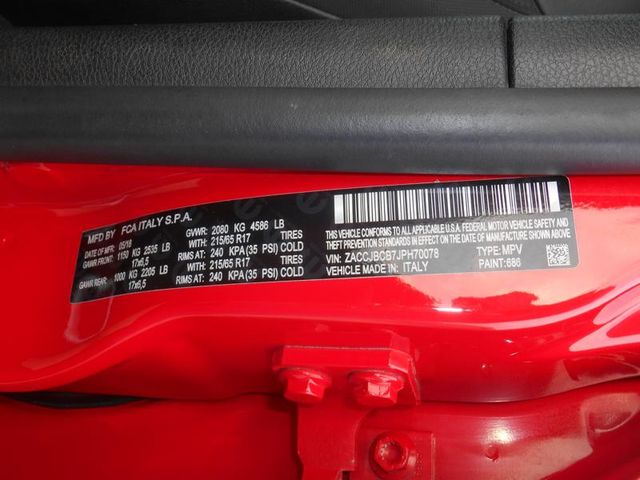 MFD BY FCA ITALY S.P.A.
05/18 GVWR: 2080 KG 4586 LB
GAWR FRONT: 1150 KG 2535 LB WITH TIRES
17x6,5 215/65 R17
RIMS AT: 240 KPA(35 PSI) COLD
GAWR REAR: 1000 KG 2205 LB WITH TIRES
17x6,5 215/65 R17
RIMS AT: 240 KPA(35 PSI) COLD
THIS VEHICLE CONFORMS TO ALL APPLICABLE U.S.A. FEDERAL MOTOR VEHICLE SAFETY,
BUMPER AND THEFT PREVENTION STANDARDS IN EFFECT ON THE DATE OF MANUFACTURE SHOWN ABOVE.
VIN: ZACCJBCB7JPH70078 TYPE:MPV
VEHICLE MADE IN: ITALY PAINT:686